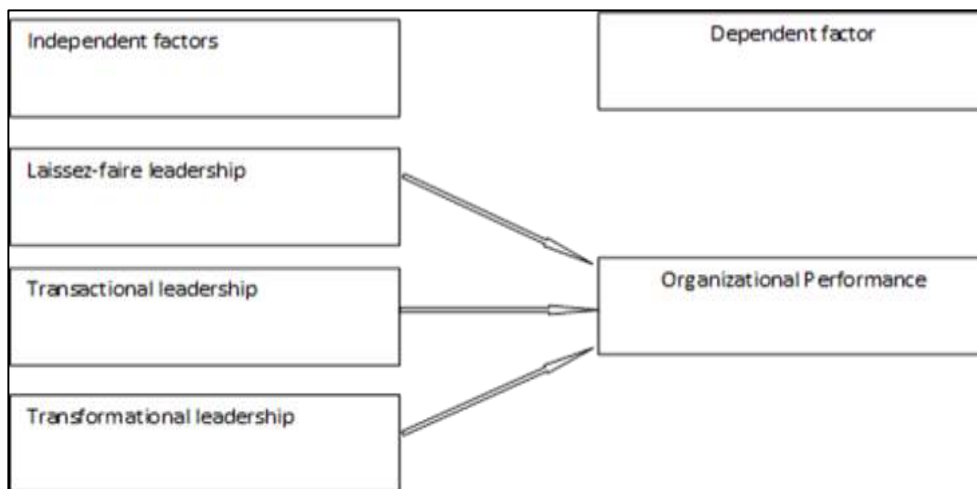 Independent factors
Dependent factor
Laissez-faire leadership
Transactional leadership
Organizational Performance
Transformational leadership